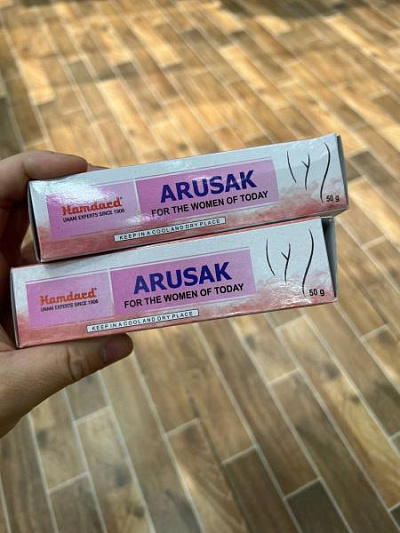 Hamdard
UNANI EXPERTS SINCE 1906
ARUSAK
FOR THE WOMEN OF TODAY
KEEP IN A COOL AND DRY PLACE
50 g
Hamdard
UNANI EXPERTS SINCE 1906
ARUSAK
FOR THE WOMEN OF TODAY
KEEP IN A COOL AND DRY PLACE
50 g